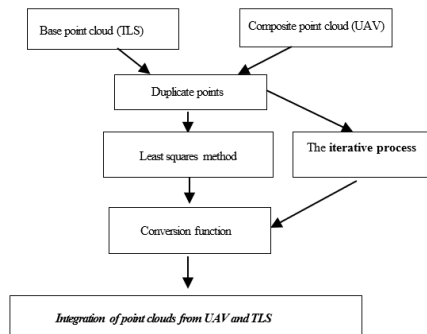 Base point cloud (TLS)
Composite point cloud (UAV)
Duplicate points
Least squares method
The iterative process
Conversion function
Integration of point clouds from UAV and TLS